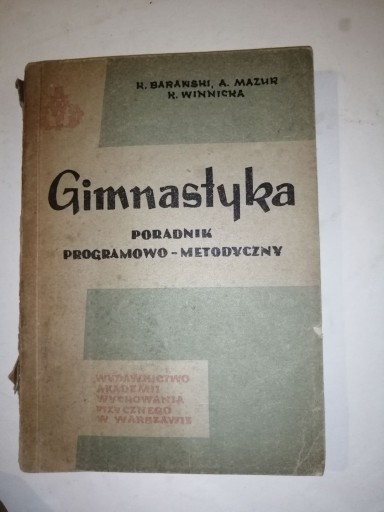 K. BARAŃSKI, A. MAZUR
K. WINNICKA
Gimnastyka
PORADNIK
PROGRAMOWO-METODYCZNY
WYDAWNICTWO
AKADEMII
WYCHOWANIA
FIZYCZNEGO
W WARSZAWIE